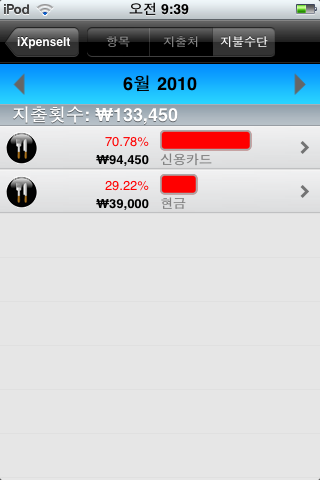 iPod 오전 9:39
iXpenseIt 항목 지출처 지불수단
6월 2010
지출횟수: ₩133,450
70.78%
₩94,450 신용카드
29.22%
₩39,000 현금